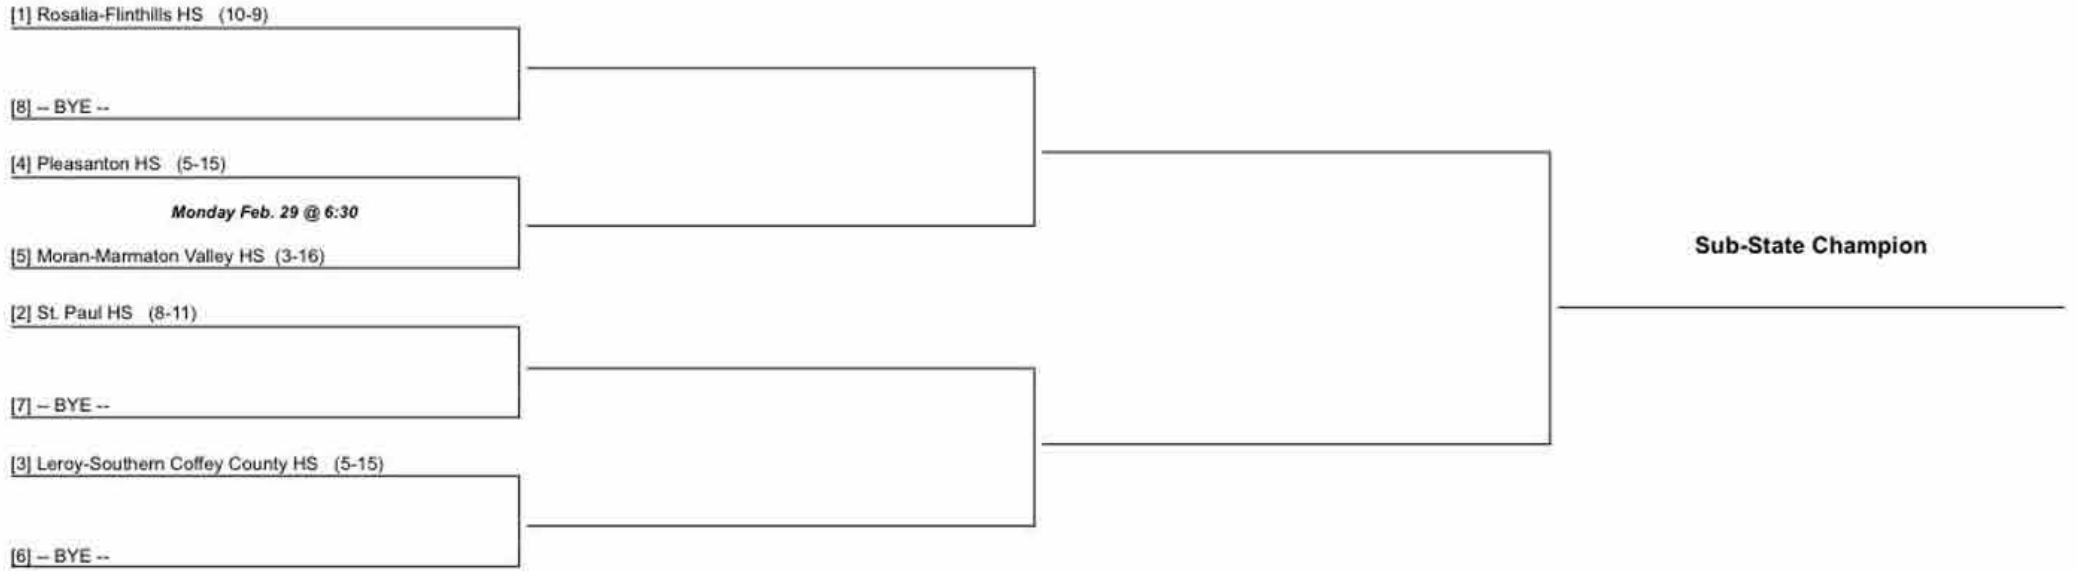 [1] Rosalia-Flinthills HS (10-9)
[8] -- BYE --
[4] Pleasanton HS (5-15)
Monday Feb. 29 @ 6:30
[5] Moran-Marmaton Valley HS (3-16)
Sub-State Champion
[2] St. Paul HS (8-11)
[7] -- BYE --
[3] Leroy-Southern Coffey County HS (5-15)
[6] -- BYE --